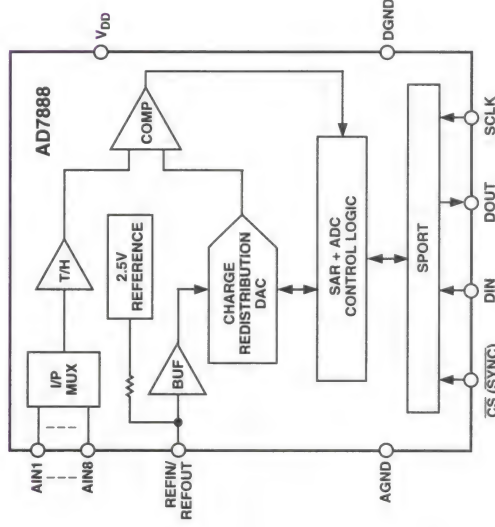 AD7888
V_DD
AIN1
AIN8
I/P
MUX
T/H
2.5V
REFERENCE
COMP
REFIN/
REFOUT
BUF
CHARGE
REDISTRIBUTION
DAC
AGND
SAR + ADC
CONTROL LOGIC
DGND
SPORT
CS (SYNC)
DIN
DOUT
SCLK